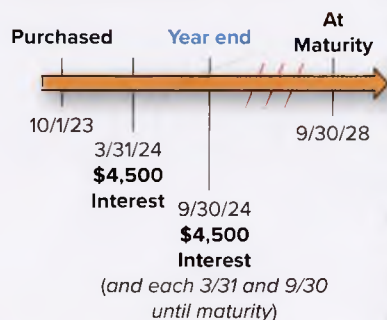 Purchased
Year end
At
Maturity
10/1/23
3/31/24
$4,500
Interest
9/30/24
$4,500
Interest
(and each 3/31 and 9/30
until maturity)
9/30/28